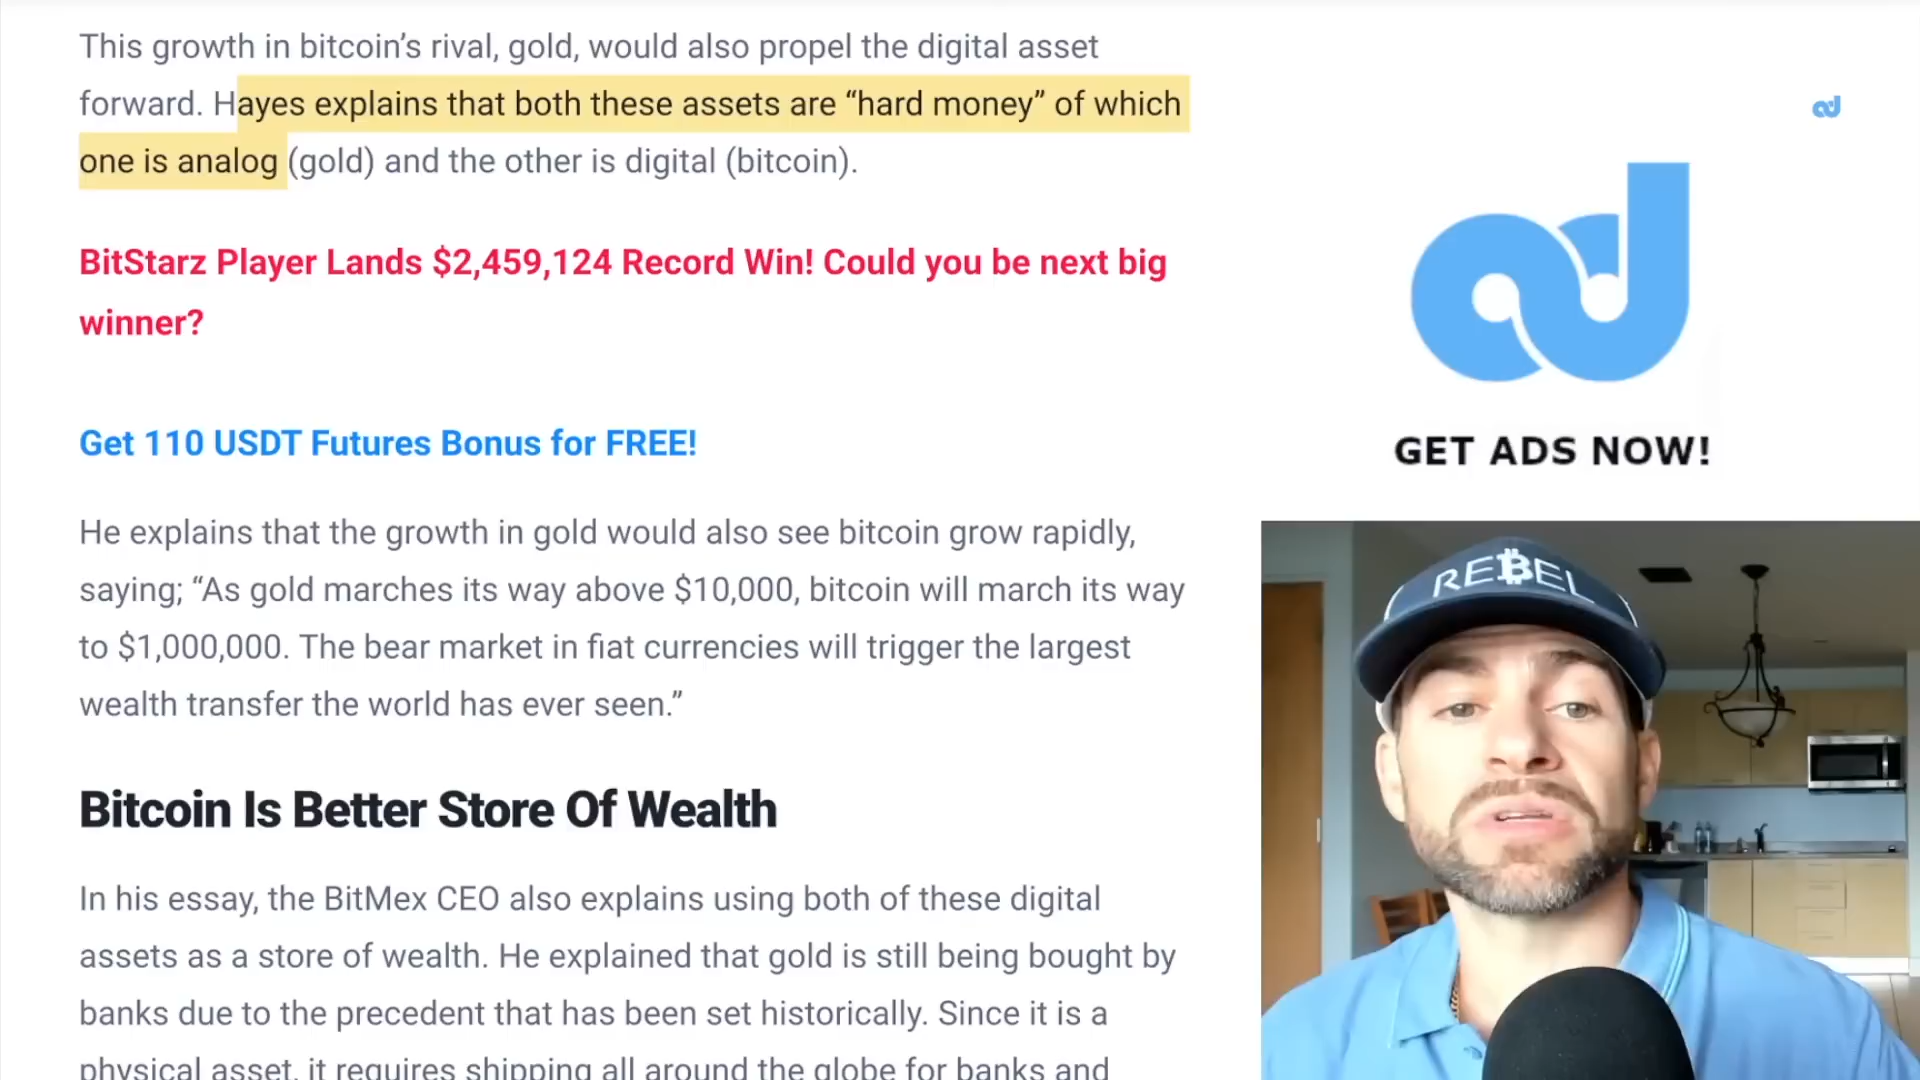 This growth in bitcoin’s rival, gold, would also propel the digital asset
forward. Hayes explains that both these assets are “hard money” of which
one is analog (gold) and the other is digital (bitcoin).
BitStarz Player Lands $2,459,124 Record Win! Could you be next big
winner?
Get 110 USDT Futures Bonus for FREE!
He explains that the growth in gold would also see bitcoin grow rapidly,
saying; “As gold marches its way above $10,000, bitcoin will march its way
to $1,000,000. The bear market in fiat currencies will trigger the largest
wealth transfer the world has ever seen.”
Bitcoin Is Better Store Of Wealth
In his essay, the BitMex CEO also explains using both of these digital
assets as a store of wealth. He explained that gold is still being bought by
banks due to the precedent that has been set historically. Since it is a
physical asset, it requires shipping all around the globe for banks and
ad
ad
GET ADS NOW!
RE₿EL